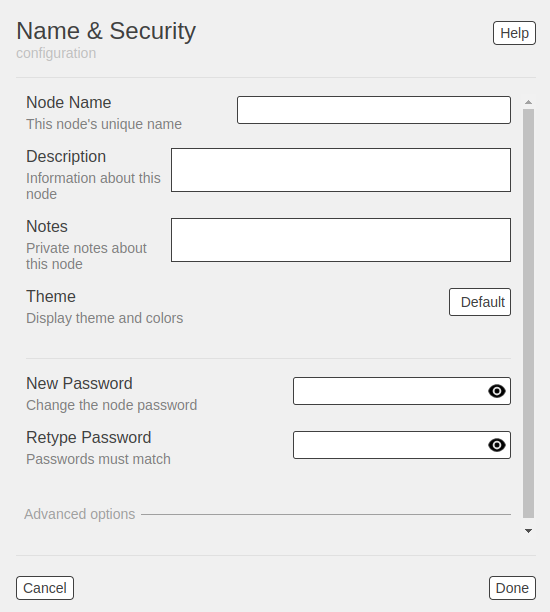 Name & Security
Help
configuration
Node Name
This node's unique name
Description
Information about this
node
Notes
Private notes about
this node
Theme
Default
Display theme and colors
New Password
Change the node password
Retype Password
Passwords must match
Advanced options
Cancel
Done